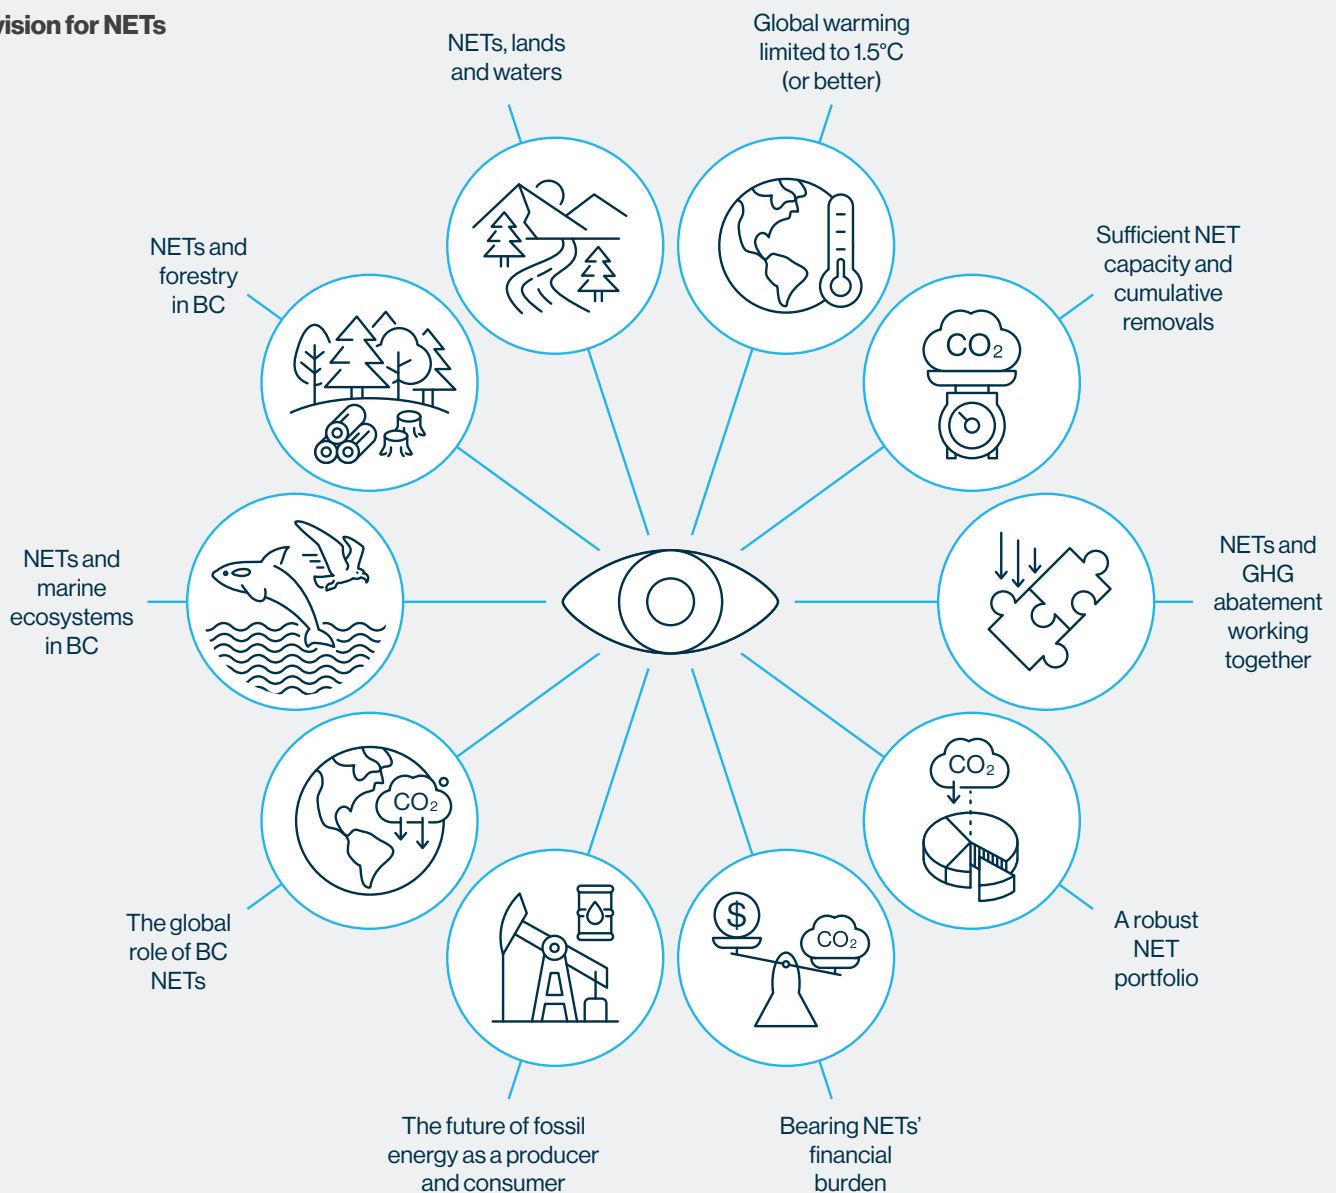 vision for NETs
Global warming
limited to 1.5°C
(or better)
NETs, lands
and waters
Sufficient NET
capacity and
cumulative
removals
CO₂
NETs and
forestry
in BC
NETs and
GHG
abatement
working
together
NETs and
marine
ecosystems
in BC
CO₂
CO₂
$
CO₂
A robust
NET
portfolio
The global
role of BC
NETs
The future of fossil
energy as a producer
and consumer
Bearing NETs’
financial
burden